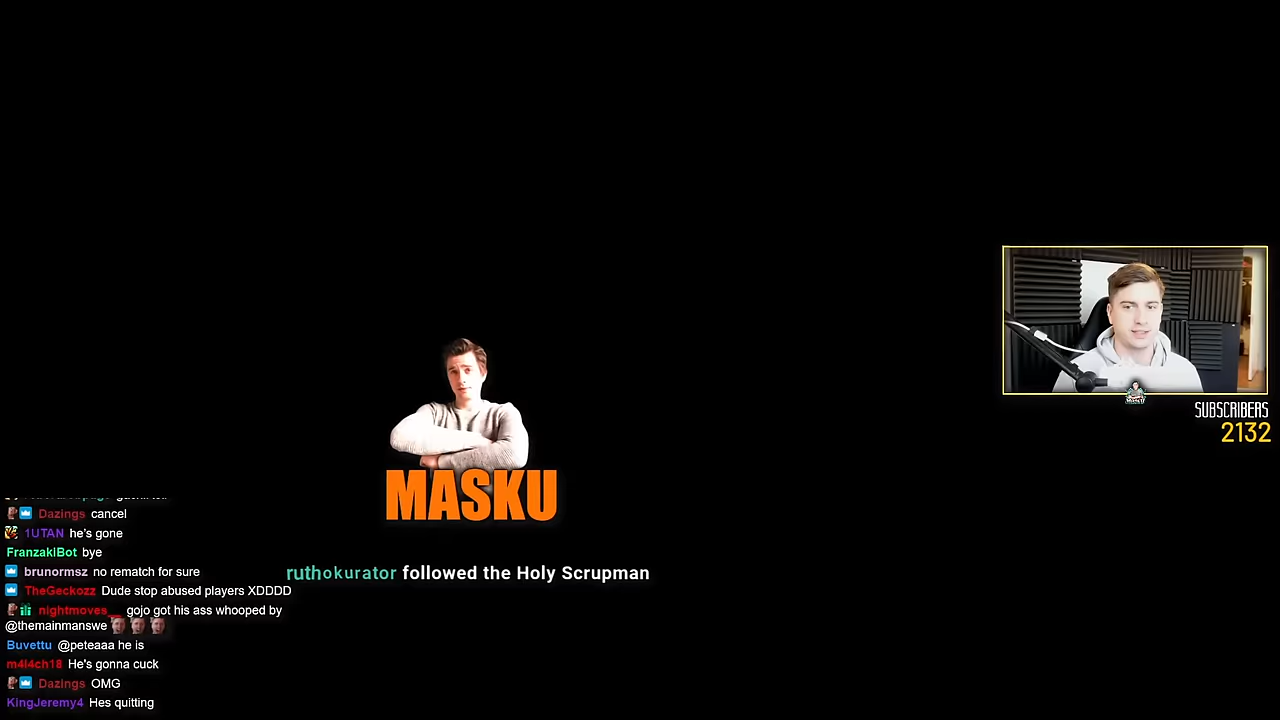 Dazings cancel
1UTAN he's gone
FranzakiBot bye
brunormsz no rematch for sure
TheGeckozz Dude stop abused players XDDDD
nightmoves__ gojo got his ass whooped by
@themainmanswe
Buvettu @peteaaa he is
m4l4ch18 He's gonna cuck
Dazings OMG
KingJeremy4 Hes quitting
MASKU
ruthokurator followed the Holy Scrupman
SUBSCRIBERS
2132